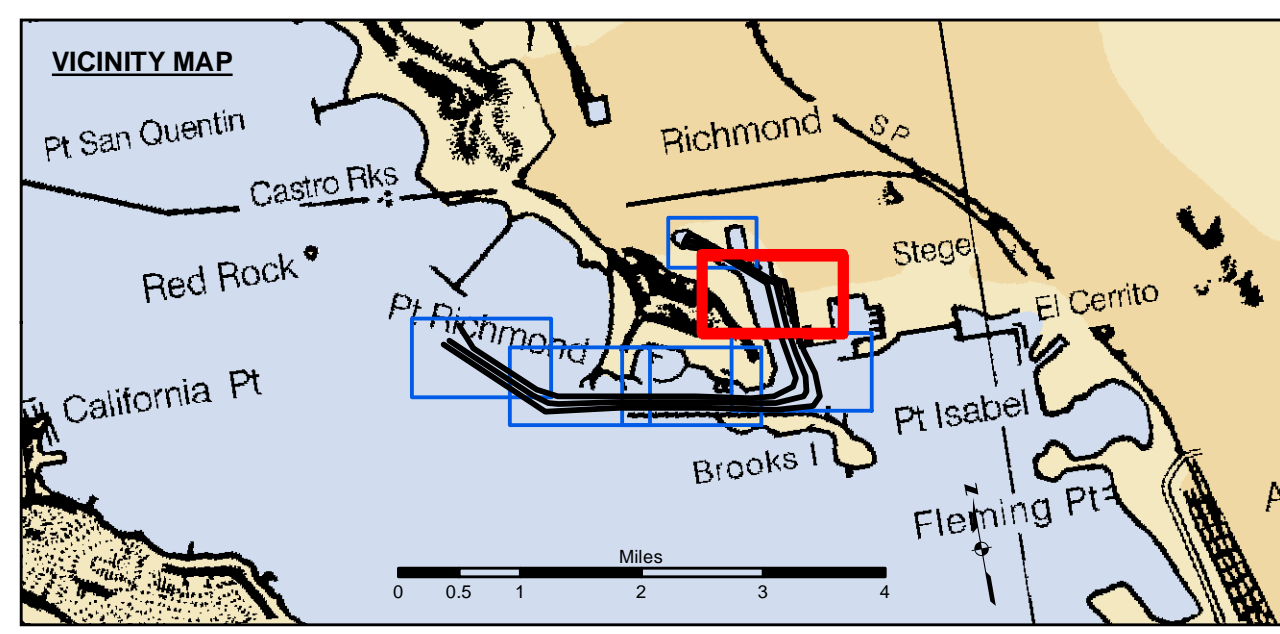 VICINITY MAP
Pt San Quentin
Richmond
S P
Castro Rks
Stege
Red Rock
El Cerrito
Pt Richmond
California Pt
Pt Isabel
Brooks I
Fleming Pt
A
N
Miles
0 0.5 1 2 3 4